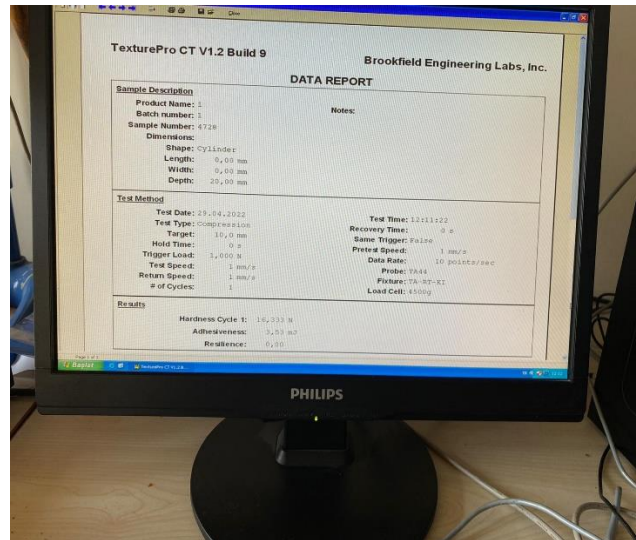 TexturePro CT V1.2 Build 9
Brookfield Engineering Labs, Inc.
DATA REPORT
Sample Description
Product Name: 1
Notes:
Batch number: 1
Sample Number: 4728
Dimensions:
Shape: Cylinder
Length: 0,00 mm
Width: 0,00 mm
Depth: 20,00 mm
Test Method
Test Date: 29.04.2022
Test Time: 12:11:22
Test Type: Compression
Recovery Time: 0 s
Target: 10,0 mm
Same Trigger: False
Hold Time: 0 s
Pretest Speed: 1 mm/s
Trigger Load: 1,000 N
Data Rate: 10 points/sec
Test Speed: 1 mm/s
Probe: TA44
Return Speed: 1 mm/s
Fixture: TA-RT-KI
# of Cycles: 1
Load Cell: 4500g
Results
Hardness Cycle 1: 16,333 N
Adhesiveness: 3,53 mJ
Resilience: 0,00
Page 1 of 2
Başlat
PHILIPS